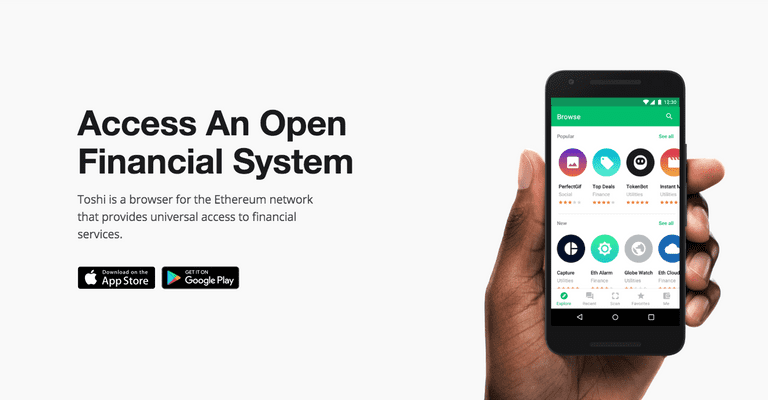 Access An Open
Financial System
Toshi is a browser for the Ethereum network
that provides universal access to financial
services.
Download on the
App Store
GET IT ON
Google Play
12:30
Browse
Popular
See all
PerfectGif
Top Deals
TokenBot
Instant M
Social
Finance
Utilities
Utilities
New
See all
Capture
Eth Alarm
Globe Watch
Eth Cloud
Utilities
Finance
Utilities
Finance
Explore
Recent
Scan
Favorites
Me